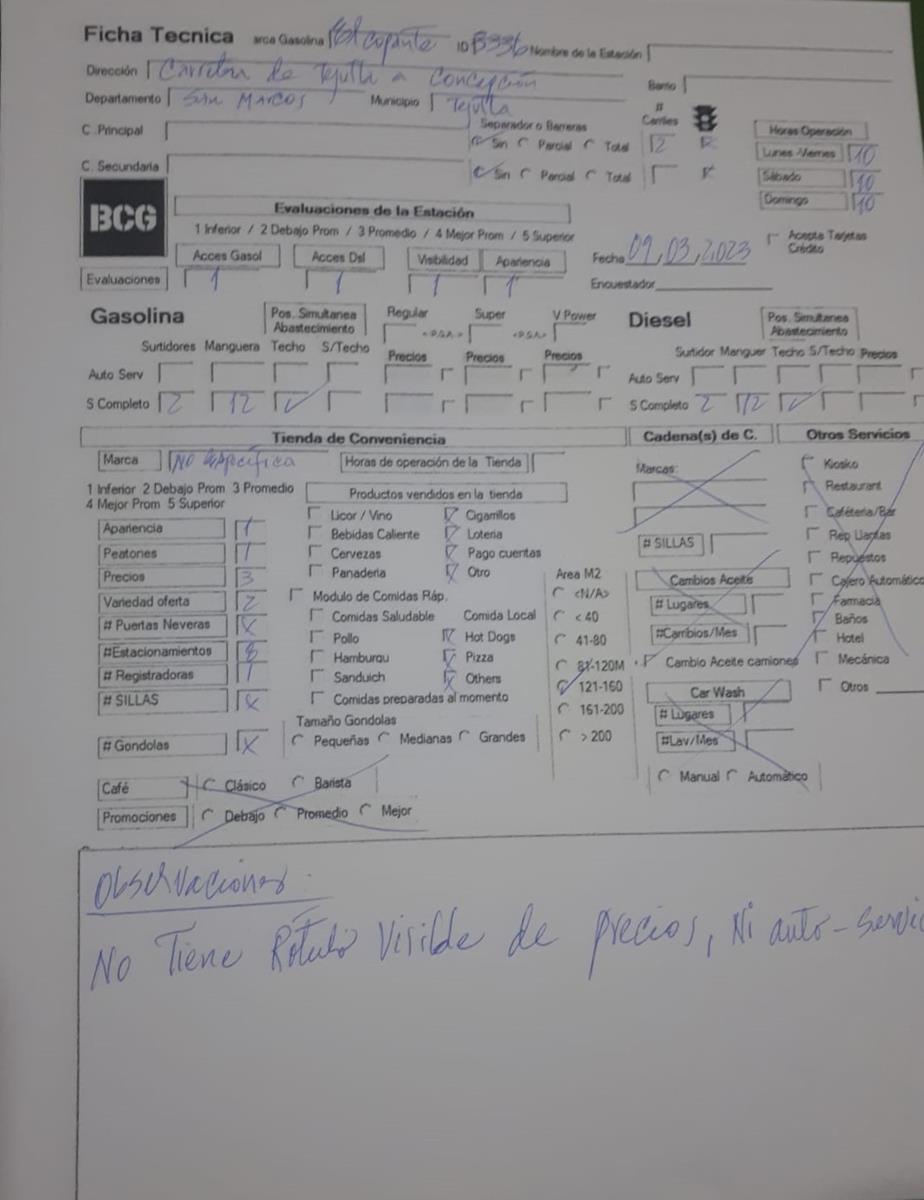 Ficha Tecnica arca Gasolina ID B336 Nombre de la Estación
Dirección Carretera de Tejutla a Concepción Barrio
Departamento San Marcos Municipio Tejutla
C. Principal Separador o Barreras Sin Parcial Total # Carriles 2 Horas Operación
Lunes -Viernes 10
C. Secundaria Sin Parcial Total Sábado 10
Domingo 10
BCG
Evaluaciones de la Estación
1 Inferior / 2 Debajo Prom / 3 Promedio / 4 Mejor Prom / 5 Superior
Acces Gasol Acces Dsl Visibilidad Apariencia Fecha 09,03,2023 Acepta Tarjetas Crédito
Evaluaciones 1 1 1 1 Encuestador
Gasolina Pos. Simultanea Abastecimiento Regular Super V Power Diesel Pos. Simultanea Abastecimiento
Surtidores Manguera Techo S/Techo Precios Precios Precios Surtidor Manguer Techo S/Techo Precios
Auto Serv Auto Serv
S Completo 2 12 S Completo 2 12
Tienda de Conveniencia Cadena(s) de C. Otros Servicios
Marca No especifica Horas de operación de la Tienda Marcas: Kiosko
1 Inferior 2 Debajo Prom 3 Promedio Productos vendidos en la tienda Restaurant
4 Mejor Prom 5 Superior Licor / Vino Cigarrillos Cafétería/Bar
Apariencia 1 Bebidas Caliente Loteria # SILLAS Rep Llantas
Peatones 1 Cervezas Pago cuentas Repuestos
Precios 3 Panaderia Otro Area M2 Cambios Aceite Cajero Automático
Variedad oferta 2 Modulo de Comidas Ráp. <N/A> # Lugares Farmacia
# Puertas Neveras X Comidas Saludable Comida Local < 40 Baños
#Estacionamientos 8 Pollo Hot Dogs 41-80 #Cambios/Mes Hotel
# Registradoras 1 Hamburgu Pizza 81-120M Cambio Aceite camiones Mecánica
# SILLAS X Sanduich Others 121-160 Car Wash Otros
Comidas preparadas al momento 161-200 # Lugares
Tamaño Gondolas
# Gondolas X Pequeñas Medianas Grandes > 200 #Lav/Mes
Café Clásico Barista Manual Automático
Promociones Debajo Promedio Mejor
Observaciones:
No Tiene Rótulo Visible de precios, Ni auto-servic